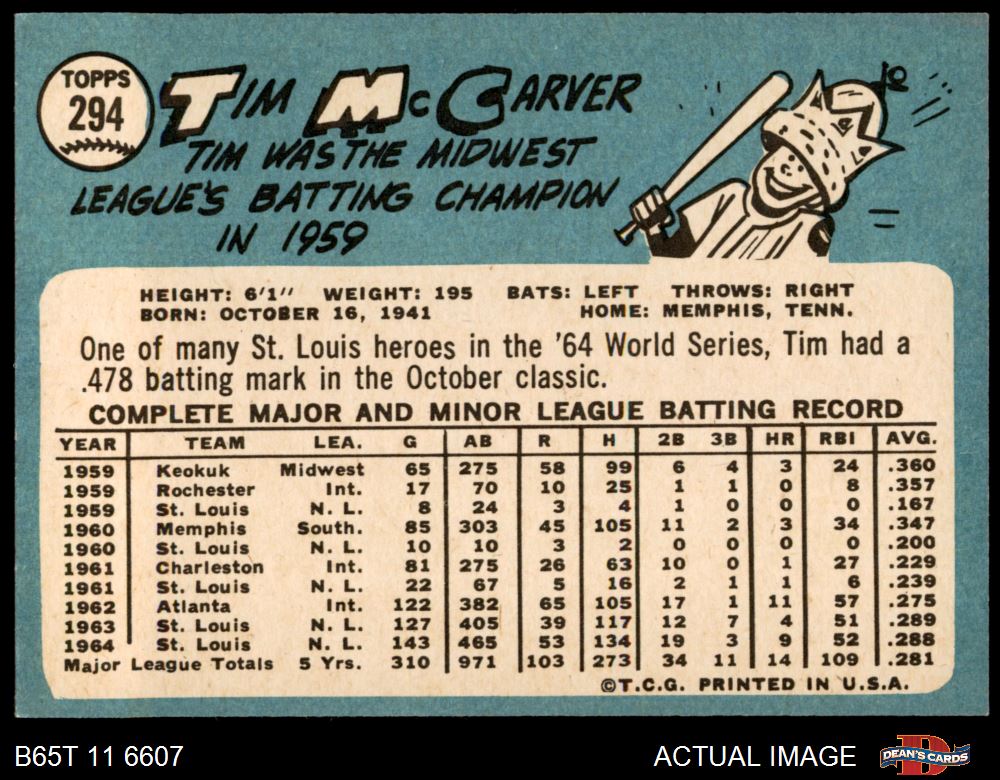 TOPPS
294
TIM McCARVER
TIM WAS THE MIDWEST
LEAGUE'S BATTING CHAMPION
IN 1959
HEIGHT: 6'1" WEIGHT: 195 BATS: LEFT THROWS: RIGHT
BORN: OCTOBER 16, 1941 HOME: MEMPHIS, TENN.
One of many St. Louis heroes in the '64 World Series, Tim had a
.478 batting mark in the October classic.
COMPLETE MAJOR AND MINOR LEAGUE BATTING RECORD
YEAR TEAM LEA. G AB R H 2B 3B HR RBI AVG.
1959 Keokuk Midwest 65 275 58 99 6 4 3 24 .360
1959 Rochester Int. 17 70 10 25 1 1 0 8 .357
1959 St. Louis N. L. 8 24 3 4 1 0 0 0 .167
1960 Memphis South. 85 303 45 105 11 2 3 34 .347
1960 St. Louis N. L. 10 10 3 2 0 0 0 0 .200
1961 Charleston Int. 81 275 26 63 10 0 1 27 .229
1961 St. Louis N. L. 22 67 5 16 2 1 1 6 .239
1962 Atlanta Int. 122 382 65 105 17 1 11 57 .275
1963 St. Louis N. L. 127 405 39 117 12 7 4 51 .289
1964 St. Louis N. L. 143 465 53 134 19 3 9 52 .288
Major League Totals 5 Yrs. 310 971 103 273 34 11 14 109 .281
©T.C.G. PRINTED IN U.S.A.
B65T 11 6607 ACTUAL IMAGE DEAN'S CARDS